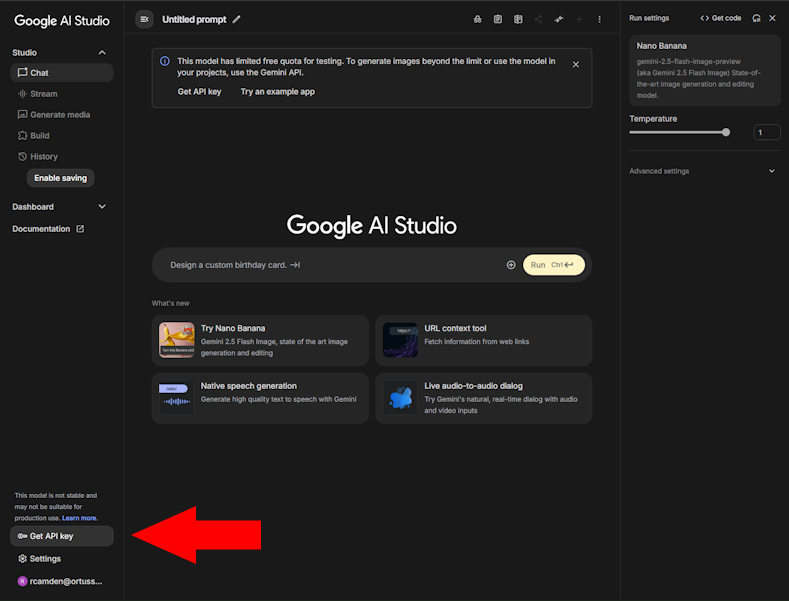 Google AI Studio
Studio
Chat
Stream
Generate media
Build
History
Enable saving
Dashboard
Documentation
This model is not stable and
may not be suitable for
production use. Learn more.
Get API key
Settings
R
rcamden@ortuss...
Untitled prompt
This model has limited free quota for testing. To generate images beyond the limit or use the model in
your projects, use the Gemini API.
Get API key Try an example app
Google AI Studio
Design a custom birthday card.
Run Ctrl
What's new
Try Nano Banana
Gemini 2.5 Flash Image, state of the art image
generation and editing
URL context tool
Fetch information from web links
Native speech generation
Generate high quality text to speech with Gemini
Live audio-to-audio dialog
Try Gemini's natural, real-time dialog with audio
and video inputs
Run settings
Get code
Nano Banana
gemini-2.5-flash-image-preview
(aka Gemini 2.5 Flash Image) State-of-
the-art image generation and editing
model.
Temperature
1
Advanced settings